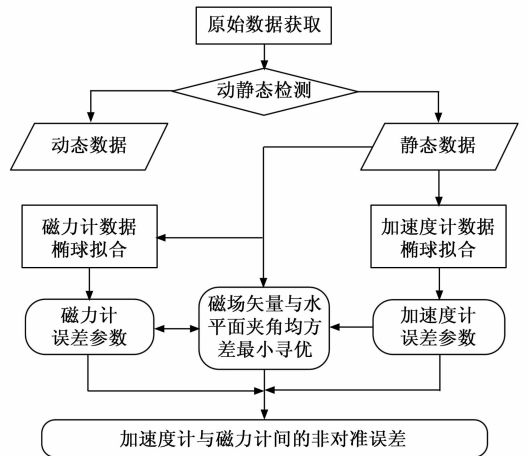 原始数据获取
动静态检测
动态数据
静态数据
磁力计数据
椭球拟合
加速度计数据
椭球拟合
磁力计
误差参数
磁场矢量与水
平面夹角均方
差最小寻优
加速度计
误差参数
加速度计与磁力计间的非对准误差